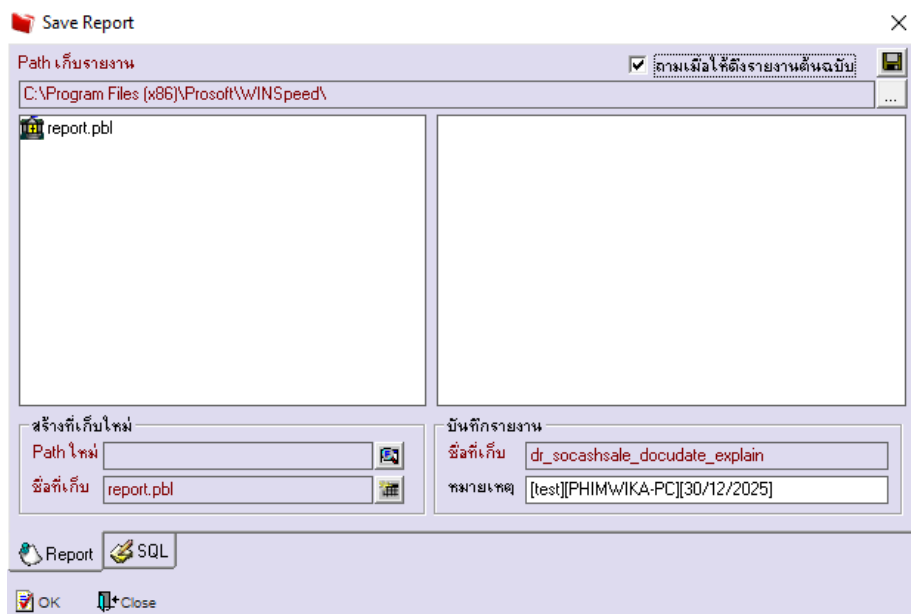 Save Report
Path เก็บรายงาน
ถามเมื่อให้ดึงรายงานต้นฉบับ
C:\Program Files (x86)\Prosoft\WINSpeed\
...
report.pbl
สร้างที่เก็บใหม่
Path ใหม่
ชื่อที่เก็บ report.pbl
บันทึกรายงาน
ชื่อที่เก็บ dr_socashsale_docudate_explain
หมายเหตุ [test][PHIMWIKA-PC][30/12/2025]
Report SQL
OK Close